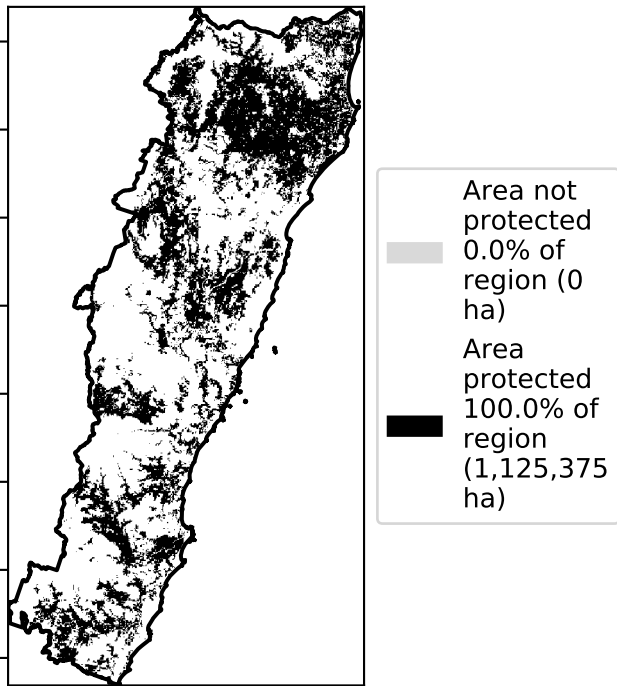 Area not
protected
0.0% of
region (0
ha)
Area
protected
100.0% of
region
(1,125,375
ha)